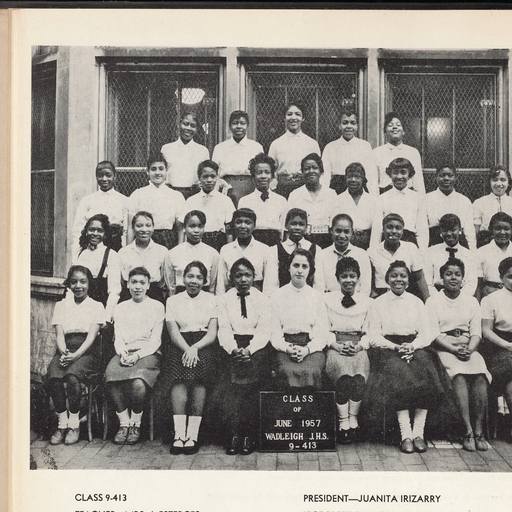 CLASS
OF
JUNE 1957
WADLEIGH J.H.S.
9-413
CLASS 9-413
PRESIDENT—JUANITA IRIZARRY